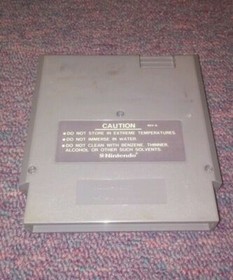 CAUTION
●DO NOT STORE IN EXTREME TEMPERATURES.
●DO NOT IMMERSE IN WATER.
●DO NOT CLEAN WITH BENZENE, THINNER,
ALCOHOL OR OTHER SUCH SOLVENTS.
Nintendo